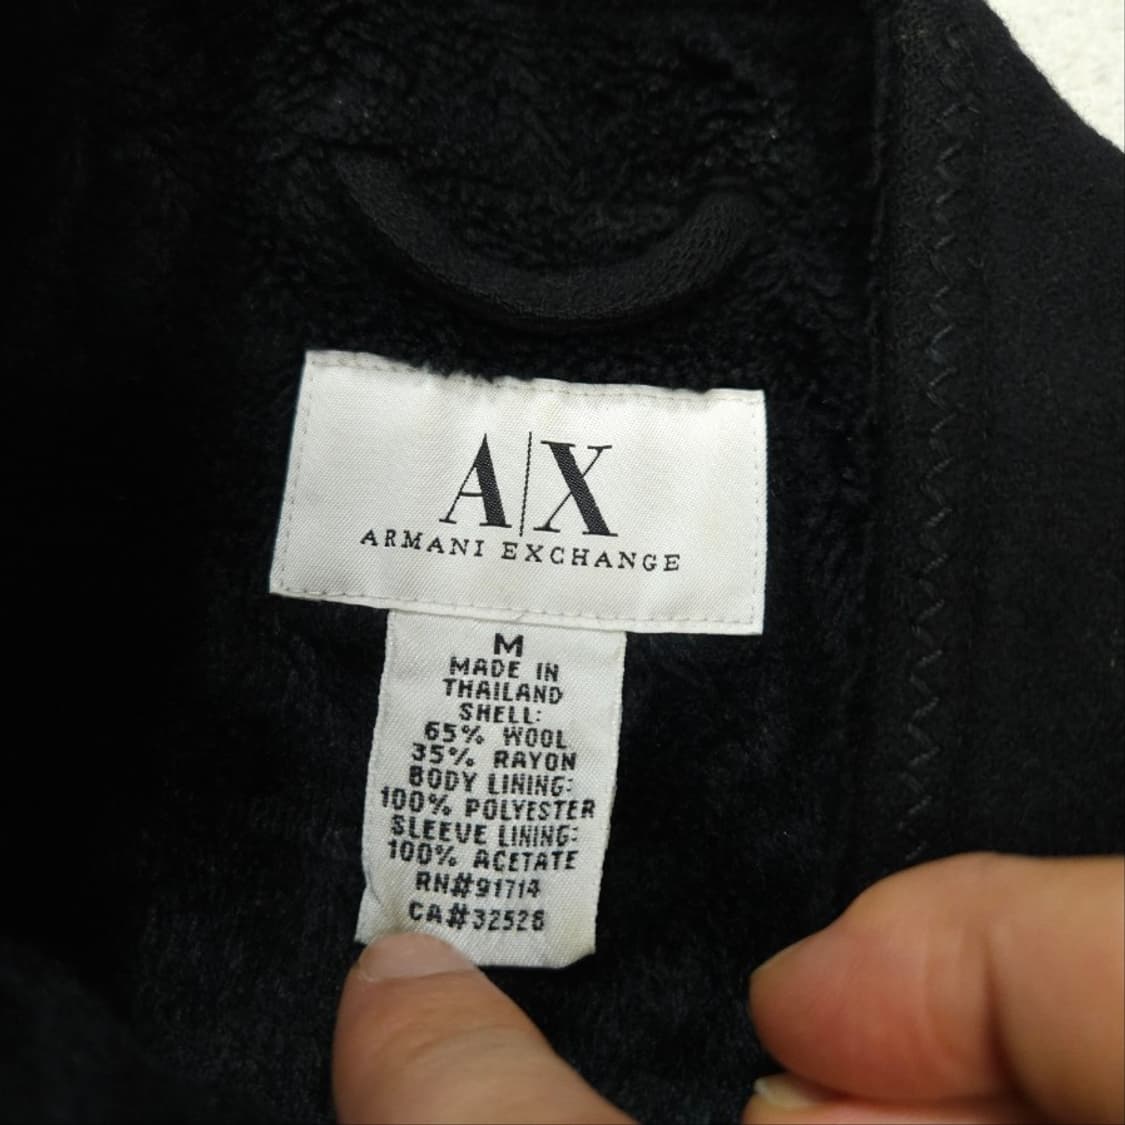 A|X
ARMANI EXCHANGE
M
MADE IN
THAILAND
SHELL:
65% WOOL
35% RAYON
BODY LINING:
100% POLYESTER
SLEEVE LINING:
100% ACETATE
RN#91714
CA#32528